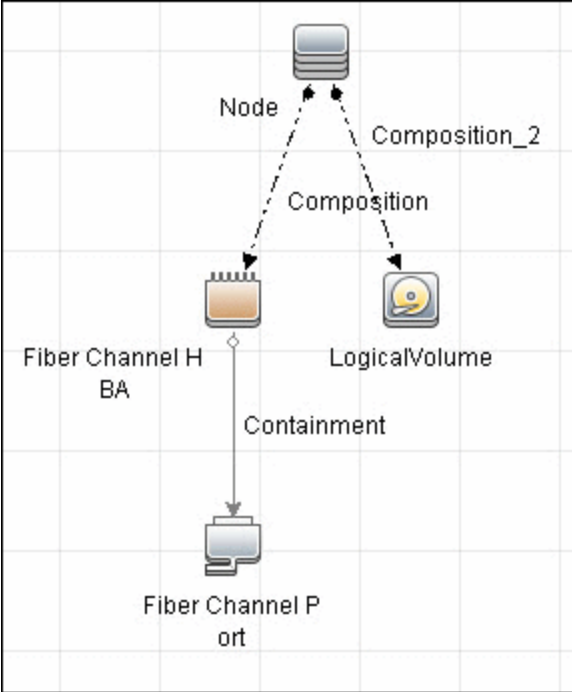 Node
Composition_2
Composition
Fiber Channel H
BA
LogicalVolume
Containment
Fiber Channel P
ort